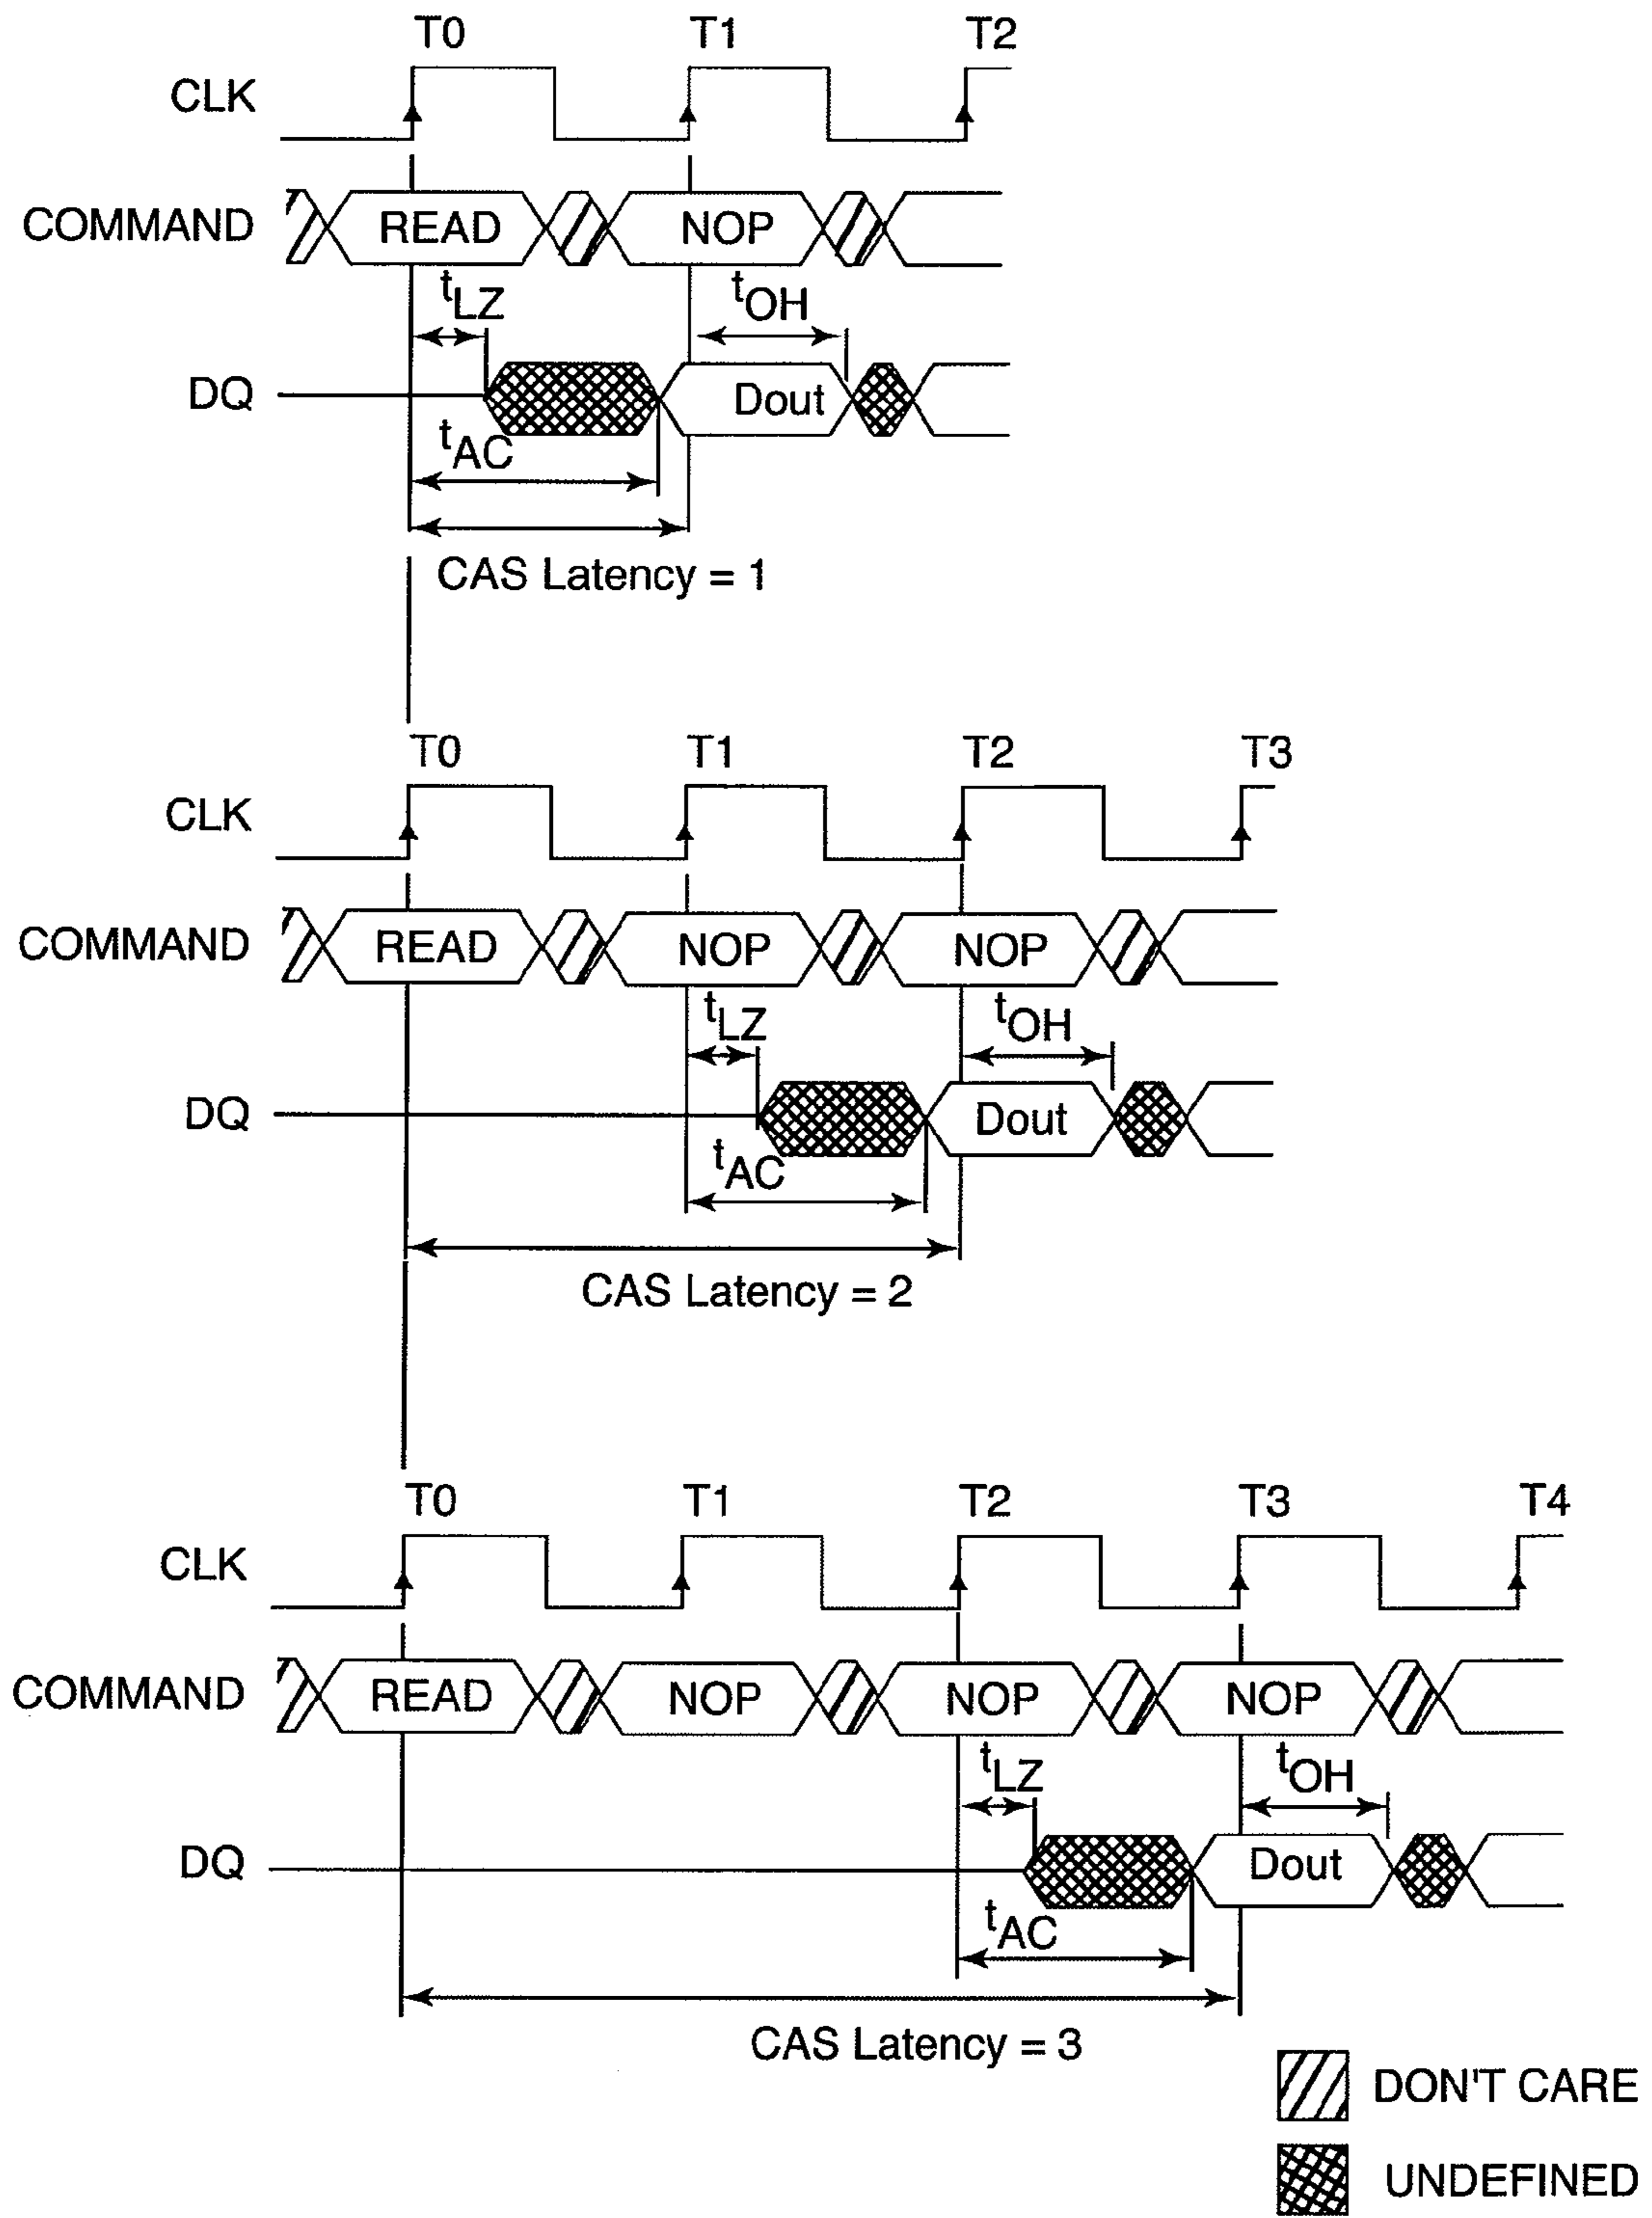 T0 T1 T2
CLK
COMMAND READ NOP
tLZ tOH
DQ Dout
tAC
CAS Latency = 1
T0 T1 T2 T3
CLK
COMMAND READ NOP NOP
tLZ tOH
DQ Dout
tAC
CAS Latency = 2
T0 T1 T2 T3 T4
CLK
COMMAND READ NOP NOP NOP
tLZ tOH
DQ Dout
tAC
CAS Latency = 3
DON'T CARE
UNDEFINED